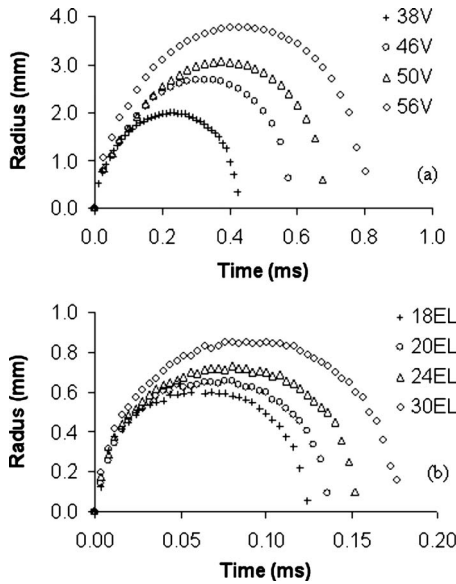 4.0
3.0
2.0
1.0
0.0
Radius (mm)
38V
46V
50V
56V
(a)
0.0 0.2 0.4 0.6 0.8 1.0
Time (ms)
1.0
0.8
0.6
0.4
0.2
0.0
Radius (mm)
18EL
20EL
24EL
30EL
(b)
0.00 0.05 0.10 0.15 0.20
Time (ms)